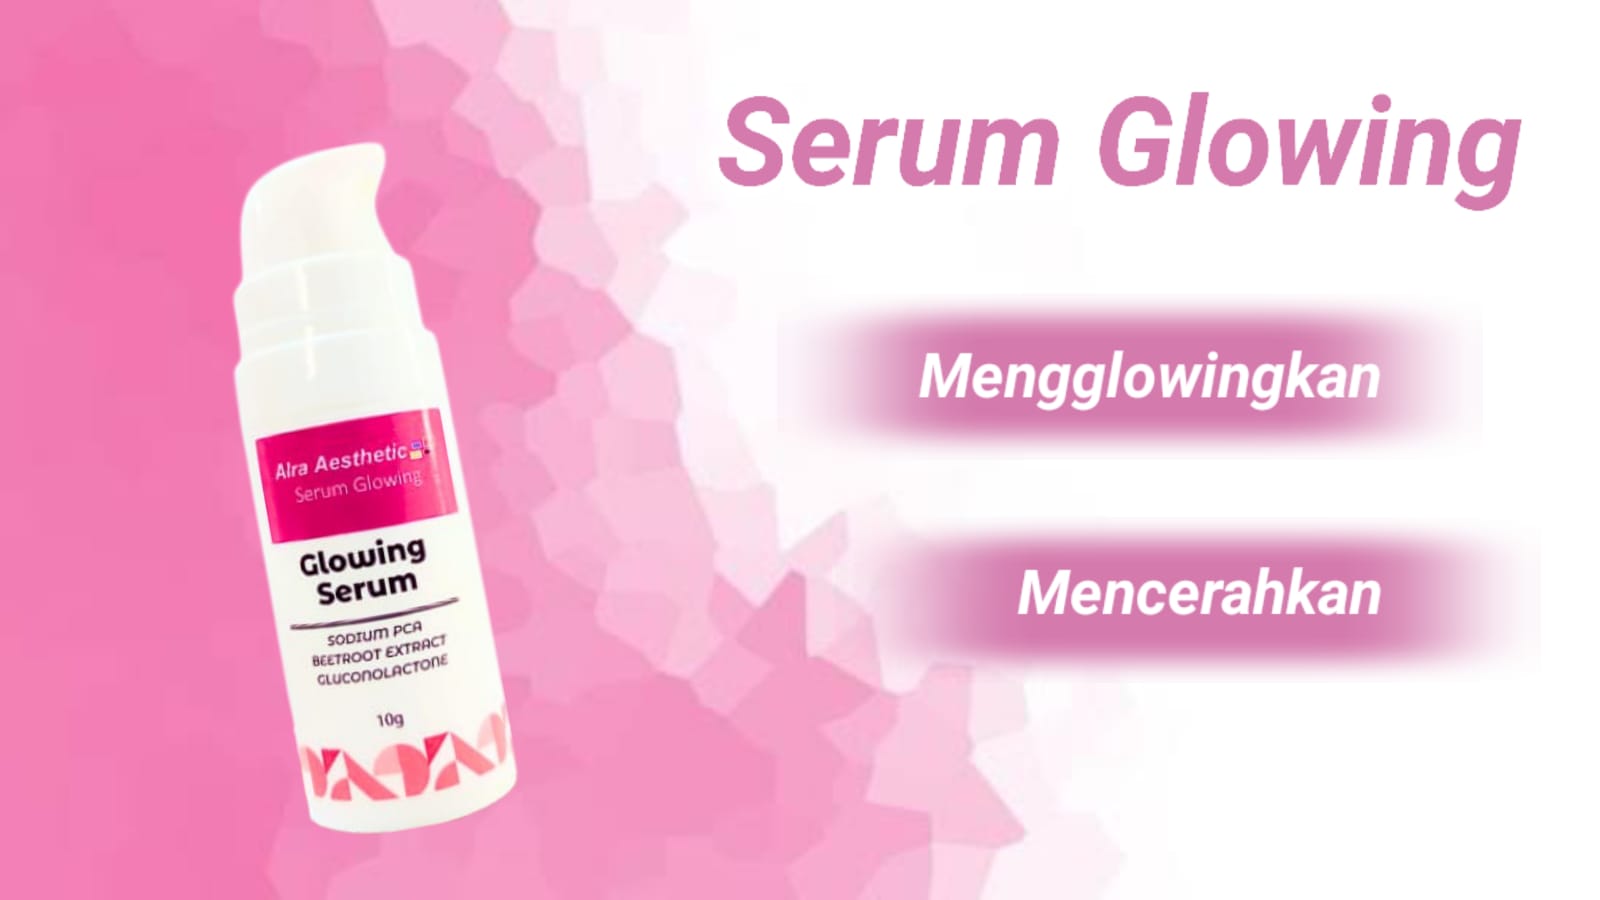 Serum Glowing
Mengglowingkan
Mencerahkan
Alra Aesthetic
Serum Glowing
Glowing
Serum
SODIUM PCA
BEETROOT EXTRACT
GLUCONOLACTONE
10g